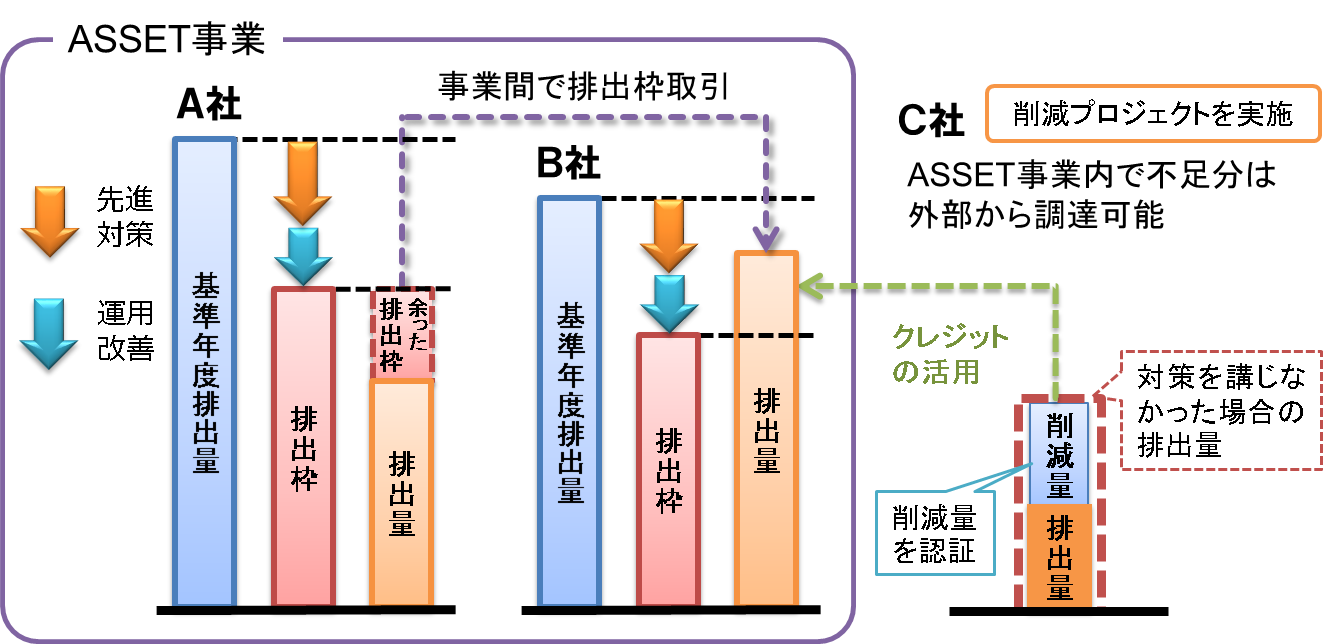 ASSET事業
A社
事業間で排出枠取引
B社
C社
削減プロジェクトを実施
ASSET事業内で不足分は
外部から調達可能
先進
対策
運用
改善
基準年度排出量
排出枠
余った
排出枠
排出量
基準年度排出量
排出枠
排出量
クレジット
の活用
対策を講じな
かった場合の
排出量
削減量
排出量
削減量
を認証